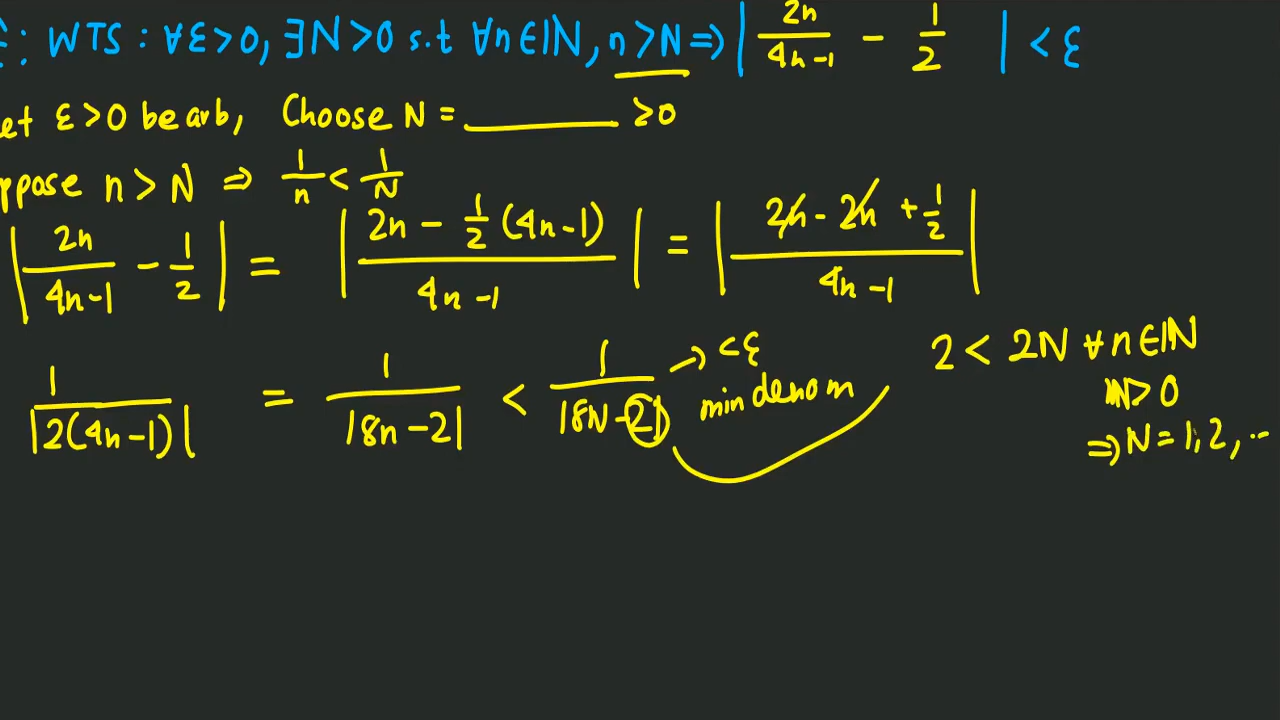 : WTS : ∀ε>0, ∃N>0 s.t ∀n∈ℕ, n>N ⇒ | 2n/(4n-1) - 1/2 | < ε
et ε>0 be arb, Choose N = ______ >0
ppose n > N ⇒ 1/n < 1/N
| 2n/(4n-1) - 1/2 | = | (2n - 1/2 (4n-1))/(4n-1) | = | (2n - 2n + 1/2)/(4n-1) |
1/|2(4n-1)| = 1/|8n-2| < 1/|8N-2| → <ε
min denom
2 < 2N ∀n∈ℕ
N>0
⇒ N = 1, 2, ...